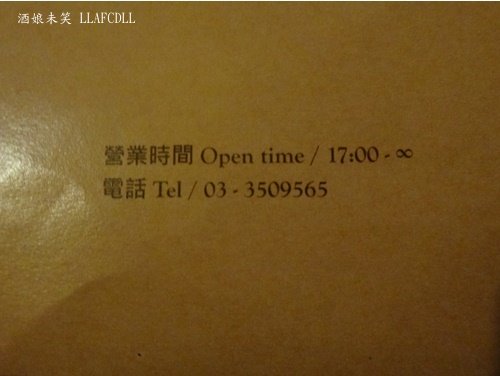 酒娘未笑 LLAFCDLL
營業時間 Open time / 17:00 - ∞
電話 Tel / 03 - 3509565